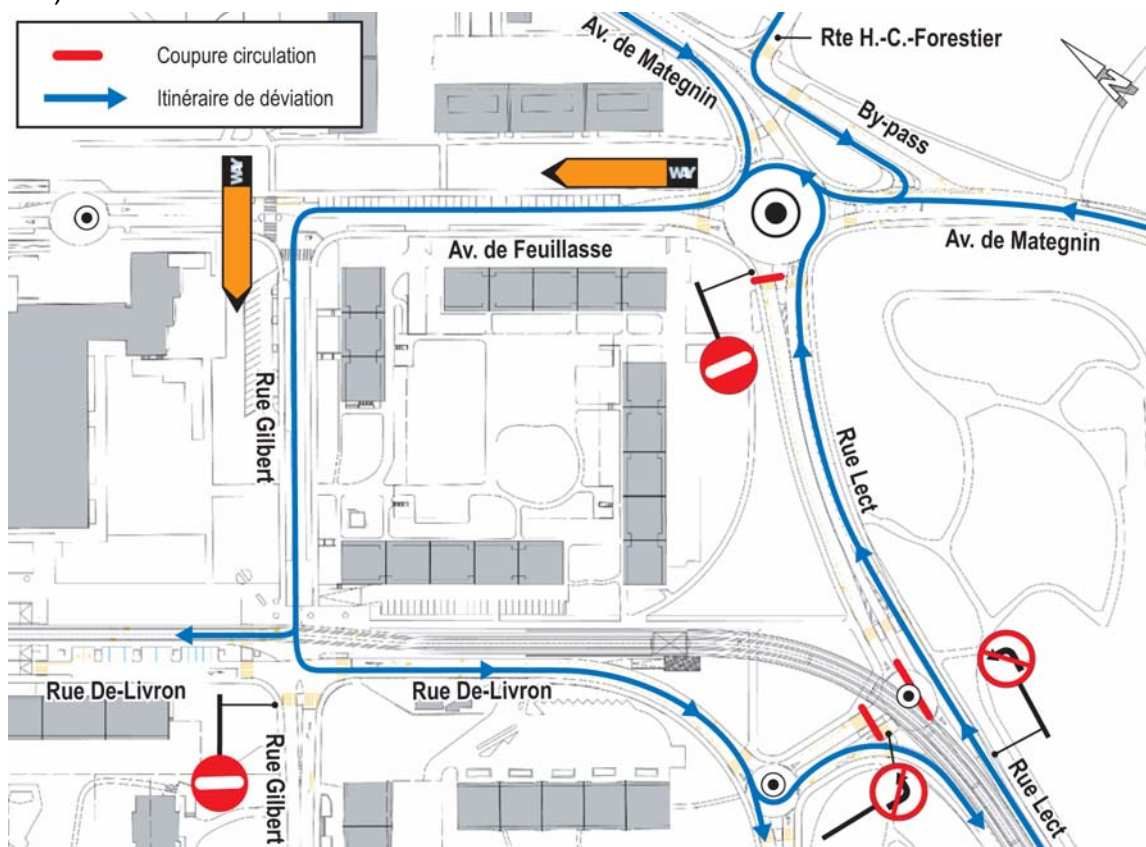 Coupure circulation
Itinéraire de déviation
Av. de Mategnin
Rte H.-C.-Forestier
By-pass
N
WAY
WAY
Av. de Feuillasse
Av. de Mategnin
Rue Gilbert
Rue Lect
Rue De-Livron
Rue De-Livron
Rue Gilbert
Rue Lect